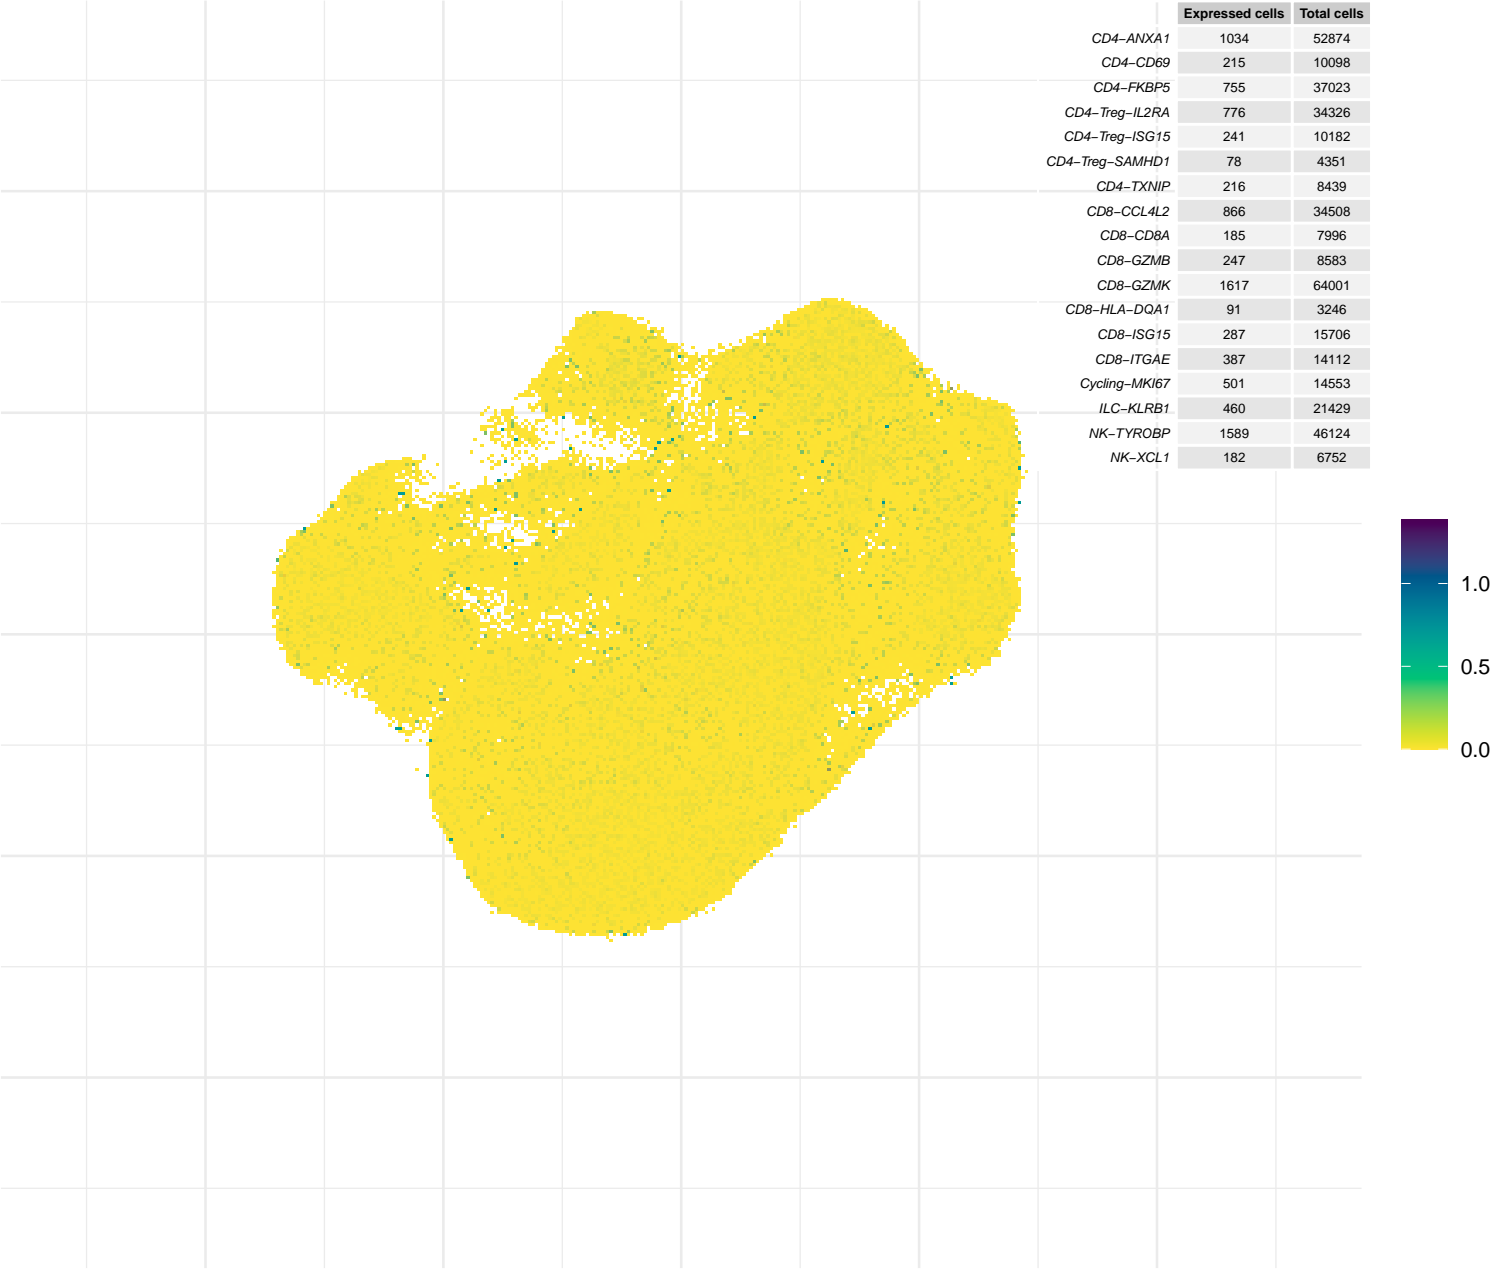 Expressed cells Total cells
CD4−ANXA1 1034 52874
CD4−CD69 215 10098
CD4−FKBP5 755 37023
CD4−Treg−IL2RA 776 34326
CD4−Treg−ISG15 241 10182
CD4−Treg−SAMHD1 78 4351
CD4−TXNIP 216 8439
CD8−CCL4L2 866 34508
CD8−CD8A 185 7996
CD8−GZMB 247 8583
CD8−GZMK 1617 64001
CD8−HLA−DQA1 91 3246
CD8−ISG15 287 15706
CD8−ITGAE 387 14112
Cycling−MKI67 501 14553
ILC−KLRB1 460 21429
NK−TYROBP 1589 46124
NK−XCL1 182 6752
1.0
0.5
0.0